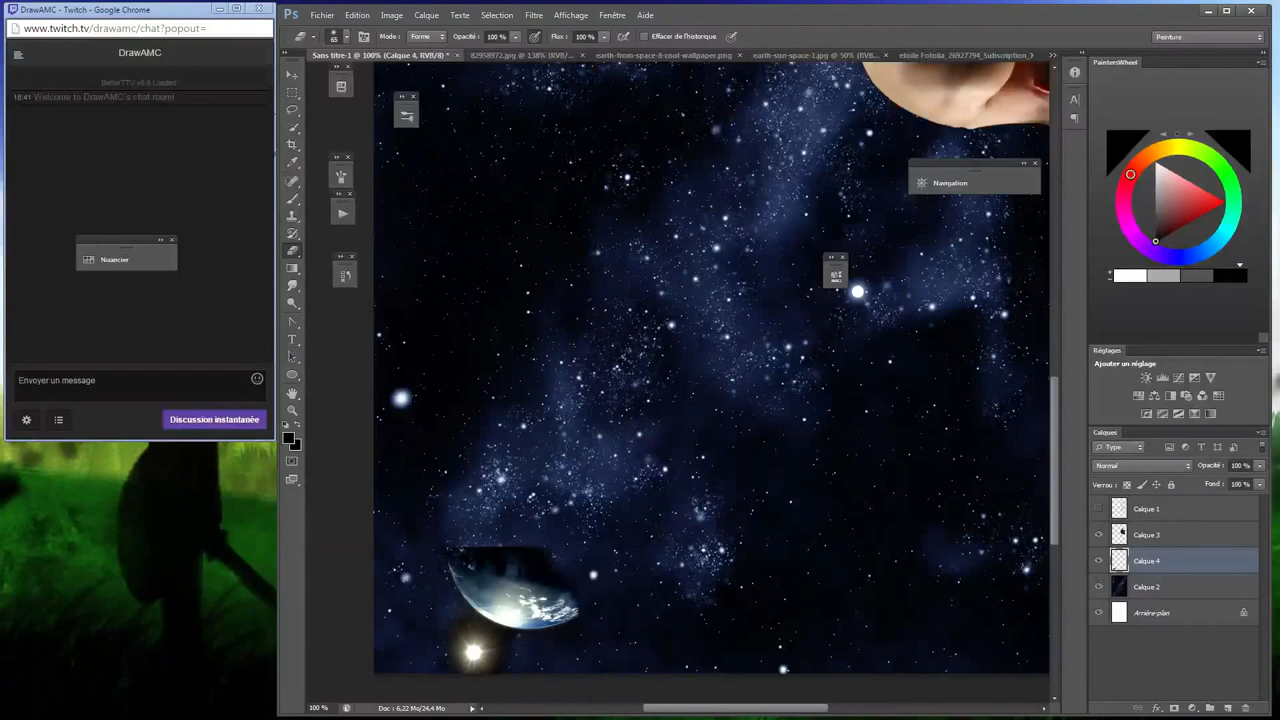 DrawAMC - Twitch - Google Chrome
www.twitch.tv/drawamc/chat?popout=
DrawAMC
BetterTTV v6.8 Loaded
16:41 Welcome to DrawAMC's chat room!
Nuancier
Envoyer un message
Discussion instantanée
Ps Fichier Edition Image Calque Texte Sélection Filtre Affichage Fenêtre Aide
65 Mode: Forme Opacité: 100 % Flux: 100 % Effacer de l'historique Peinture
Sans titre-1 @ 100% (Calque 4, RVB/8) * 82958972.jpg @ 138% (RVB/... earth-from-space-8-cool-wallpaper.png earth-sun-space-1.jpg @ 50% (RVB... etoile Fotolia_26927794_Subscription_
Navigation
PaintersWheel
Réglages
Ajouter un réglage
Calques
Type
Normal Opacité: 100 %
Verrou: Fond: 100 %
Calque 1
Calque 3
Calque 4
Calque 2
Arrière-plan
100 % Doc : 6,22 Mo/24,4 Mo